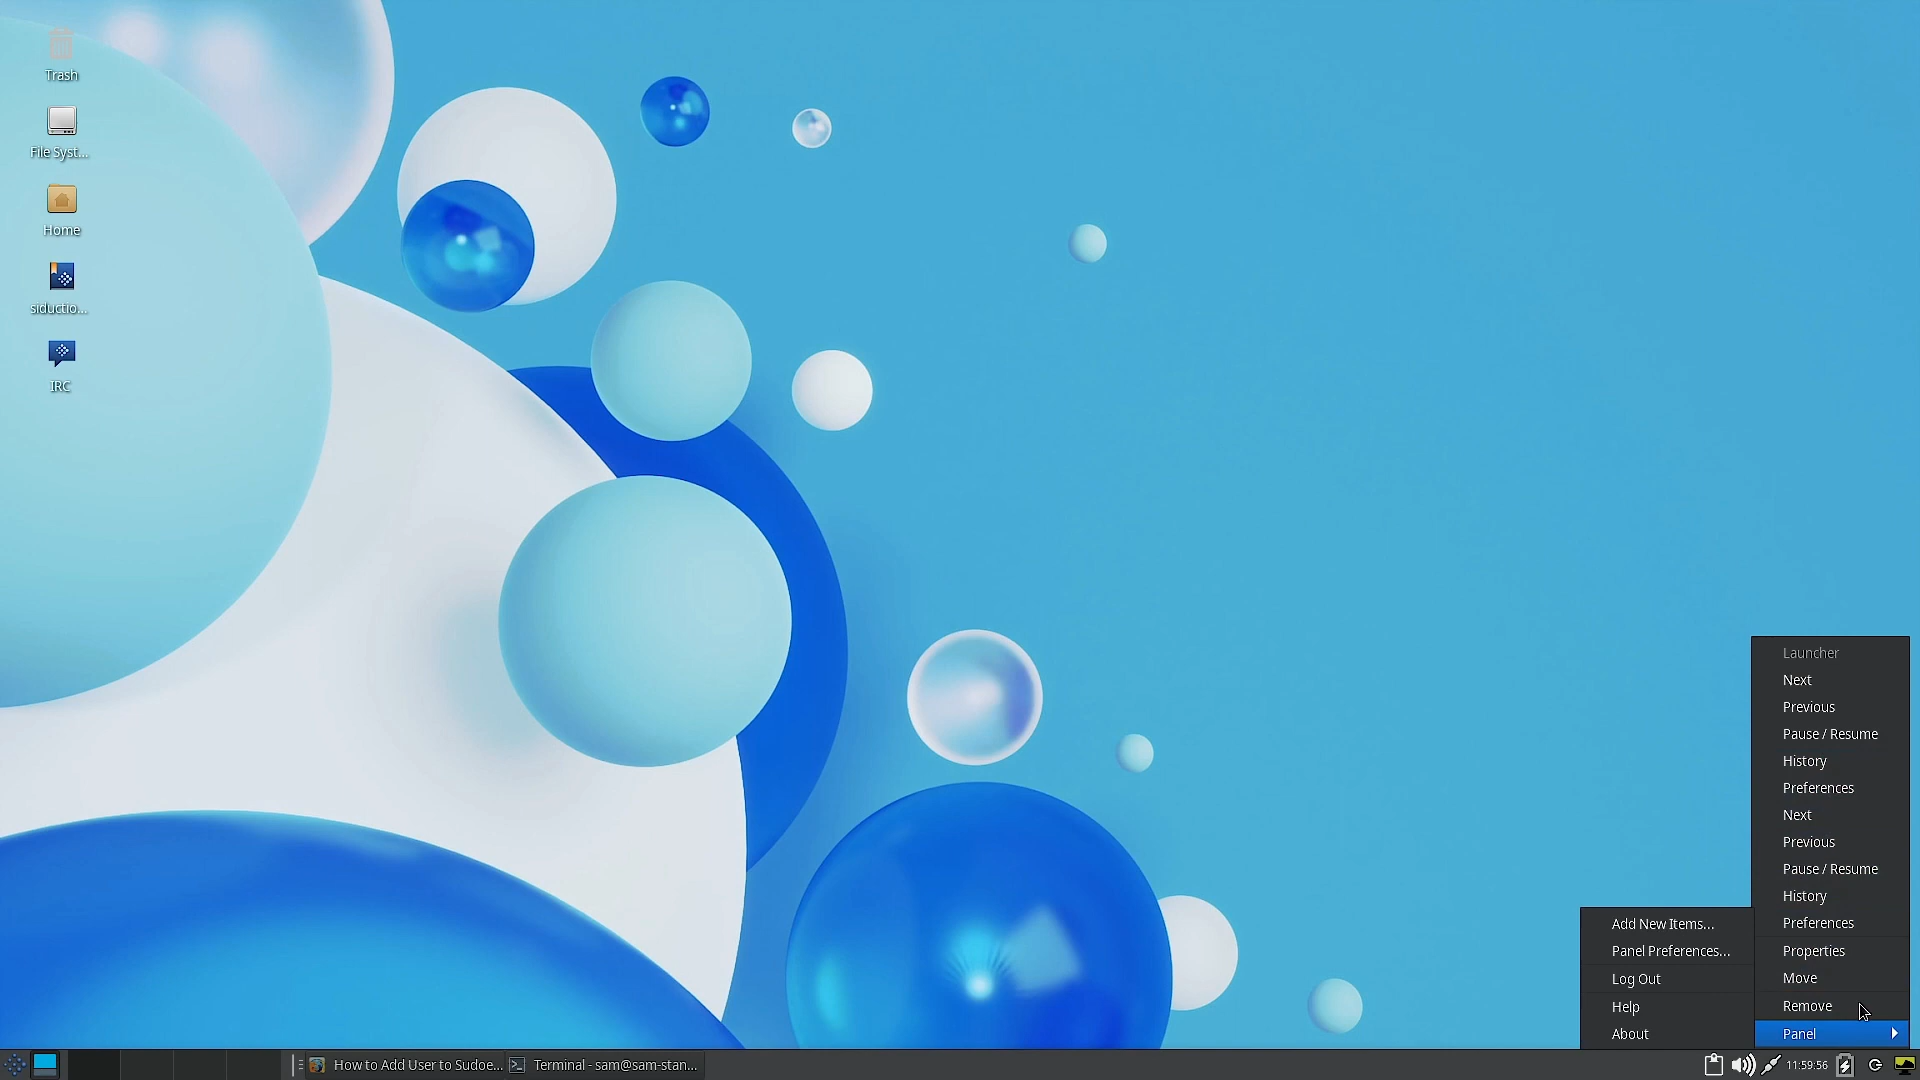 Trash
File Syst...
Home
siductio...
IRC
Launcher
Next
Previous
Pause / Resume
History
Preferences
Next
Previous
Pause / Resume
History
Preferences
Properties
Move
Remove
Panel
Add New Items...
Panel Preferences...
Log Out
Help
About
How to Add User to Sudoe...
Terminal - sam@sam-stan...
11:59:56